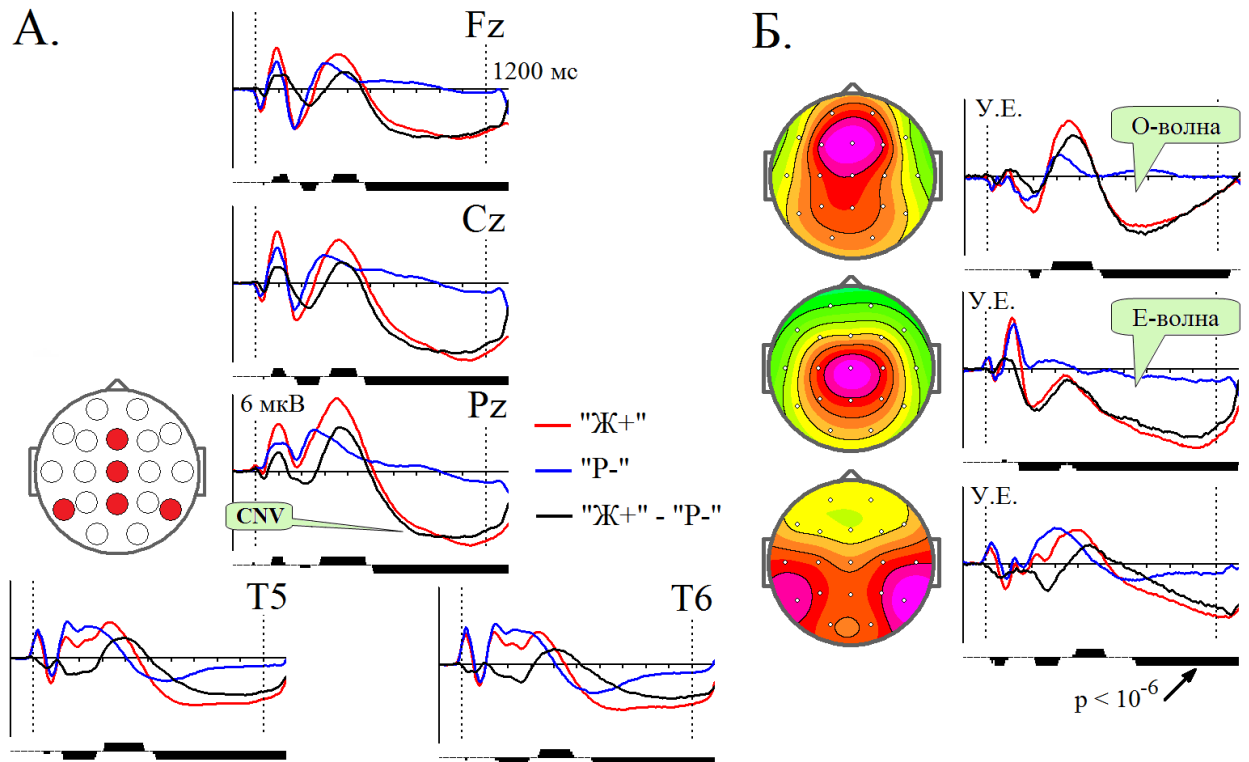 А.
Fz
1200 мс
Cz
6 мкВ
Pz
CNV
"Ж+"
"Р-"
"Ж+" - "Р-"
T5
T6
Б.
У.Е.
О-волна
У.Е.
Е-волна
У.Е.
p < 10-6